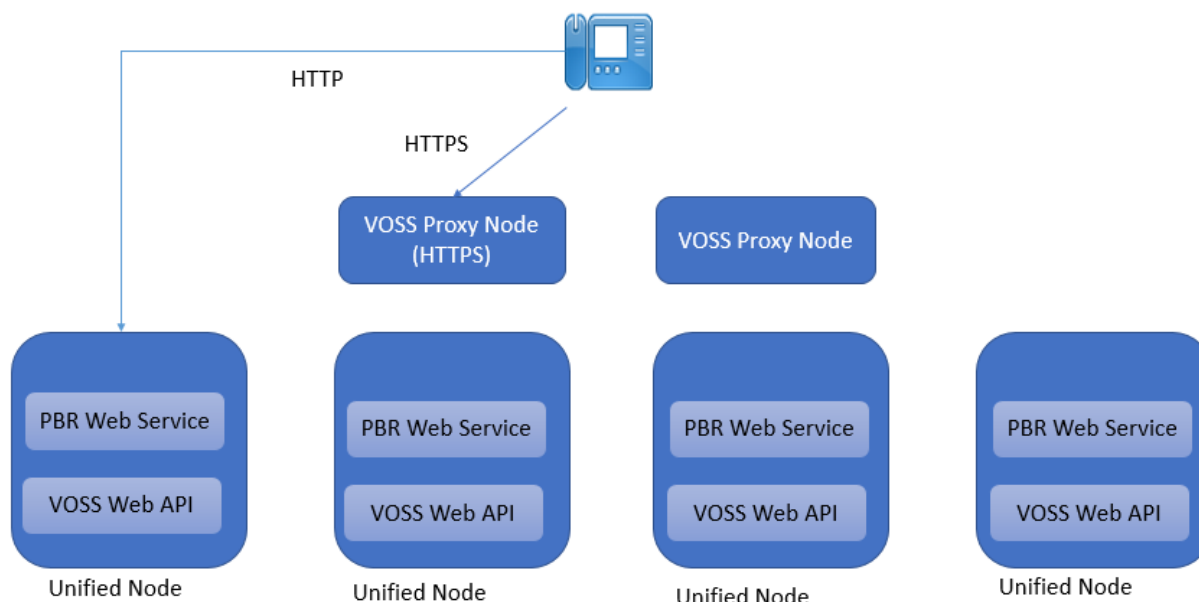 HTTP
HTTPS
VOSS Proxy Node
(HTTPS)
VOSS Proxy Node
PBR Web Service
VOSS Web API
Unified Node
PBR Web Service
VOSS Web API
Unified Node
PBR Web Service
VOSS Web API
Unified Node
PBR Web Service
VOSS Web API
Unified Node